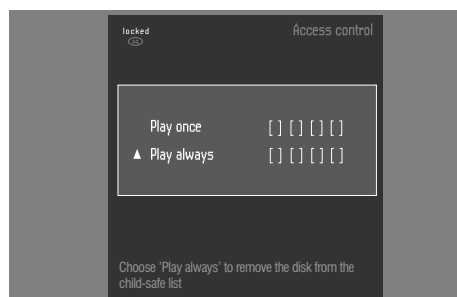 locked
Access control
Play once [ ] [ ] [ ] [ ]
▲ Play always [ ] [ ] [ ] [ ]
Choose 'Play always' to remove the disk from the
child-safe list